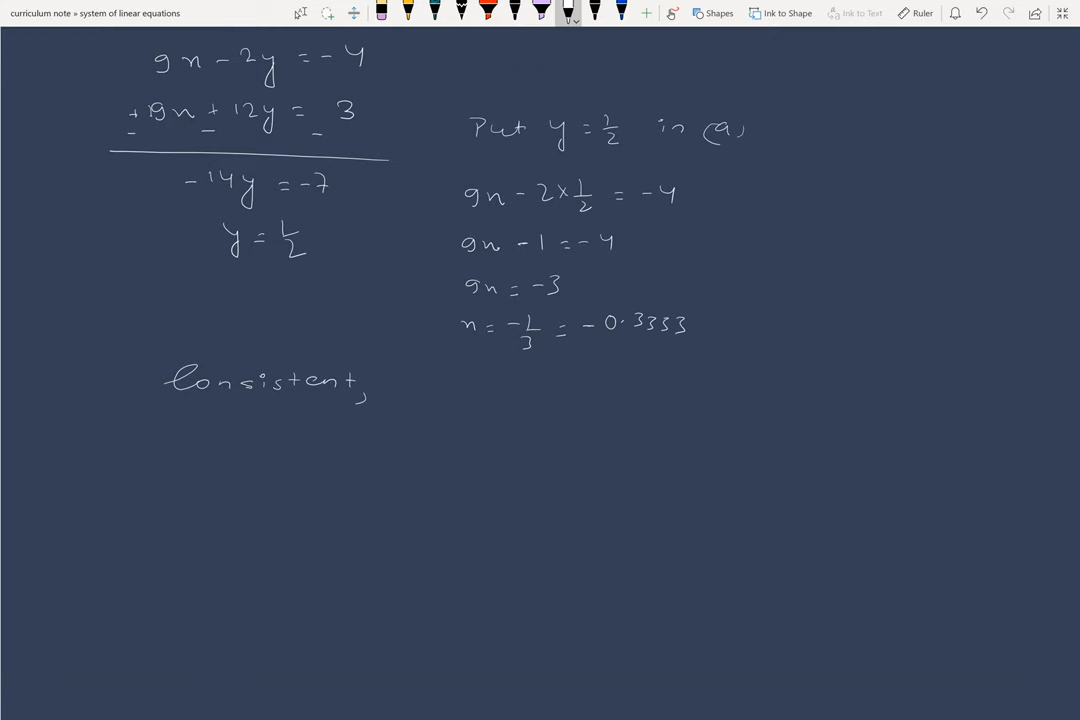 curriculum note » system of linear equations
Shapes Ink to Shape Ink to Text Ruler
9x - 2y = -4
9x + 12y = 3
-14y = -7
y = 1/2
Put y = 1/2 in (a)
9x - 2 × 1/2 = -4
9x - 1 = -4
9x = -3
x = -1/3 = -0.3333
Consistent,